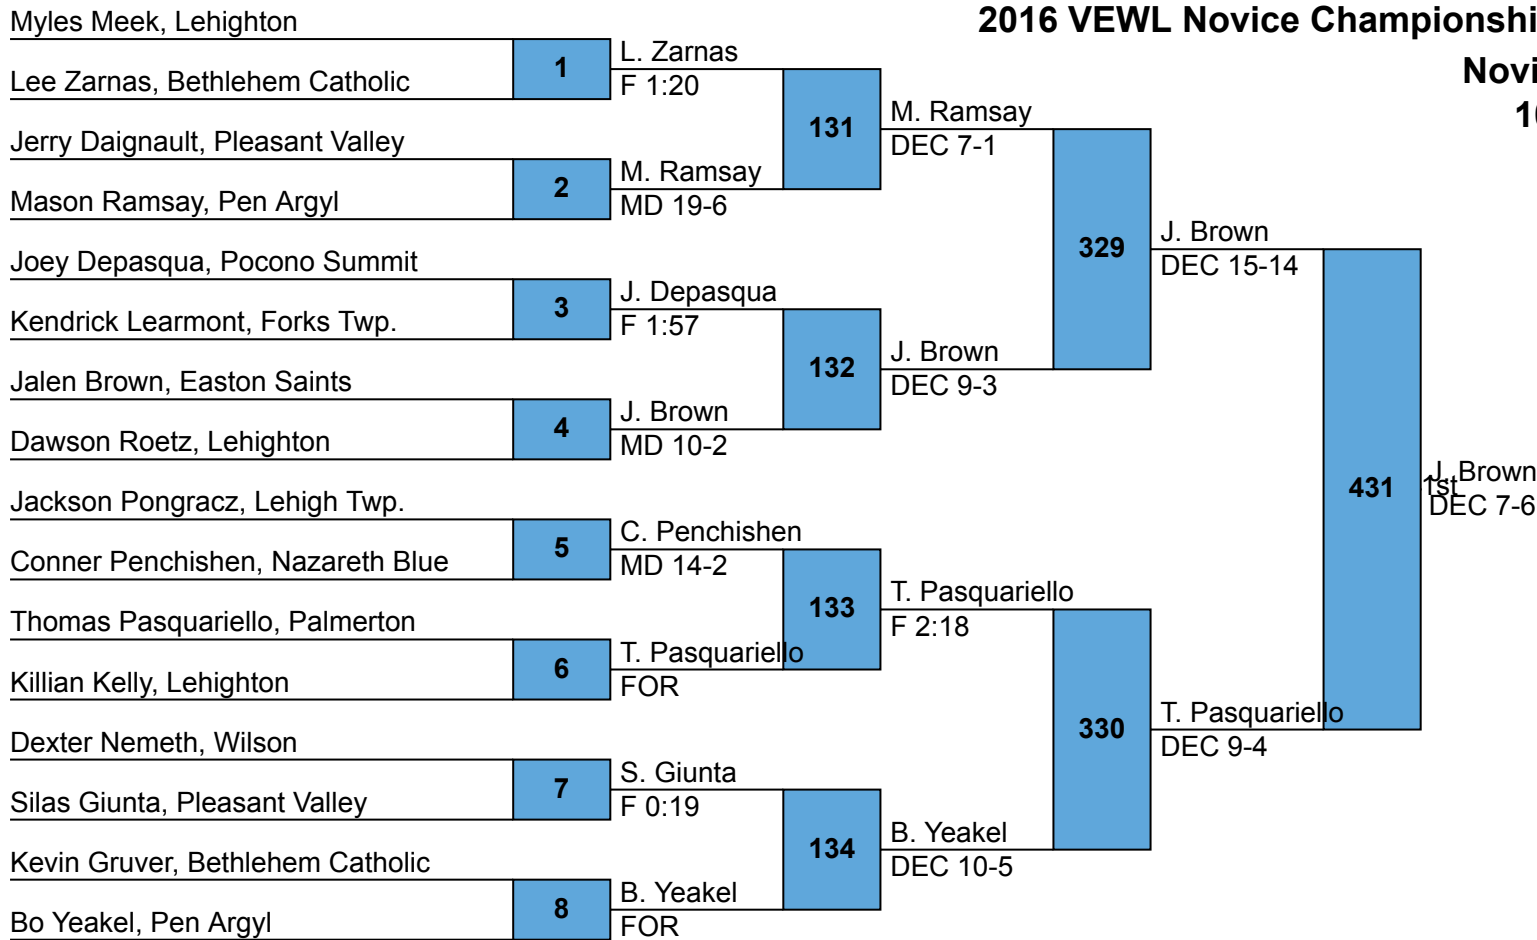 2016 VEWL Novice Championshi
Novi
10
Myles Meek, Lehighton
Lee Zarnas, Bethlehem Catholic
Jerry Daignault, Pleasant Valley
Mason Ramsay, Pen Argyl
Joey Depasqua, Pocono Summit
Kendrick Learmont, Forks Twp.
Jalen Brown, Easton Saints
Dawson Roetz, Lehighton
Jackson Pongracz, Lehigh Twp.
Conner Penchishen, Nazareth Blue
Thomas Pasquariello, Palmerton
Killian Kelly, Lehighton
Dexter Nemeth, Wilson
Silas Giunta, Pleasant Valley
Kevin Gruver, Bethlehem Catholic
Bo Yeakel, Pen Argyl
1
2
3
4
5
6
7
8
L. Zarnas
F 1:20
M. Ramsay
MD 19-6
J. Depasqua
F 1:57
J. Brown
MD 10-2
C. Penchishen
MD 14-2
T. Pasquariello
FOR
S. Giunta
F 0:19
B. Yeakel
FOR
131
132
133
134
M. Ramsay
DEC 7-1
J. Brown
DEC 9-3
T. Pasquariello
F 2:18
B. Yeakel
DEC 10-5
329
330
J. Brown
DEC 15-14
T. Pasquariello
DEC 9-4
431
1st
J. Brown
DEC 7-6